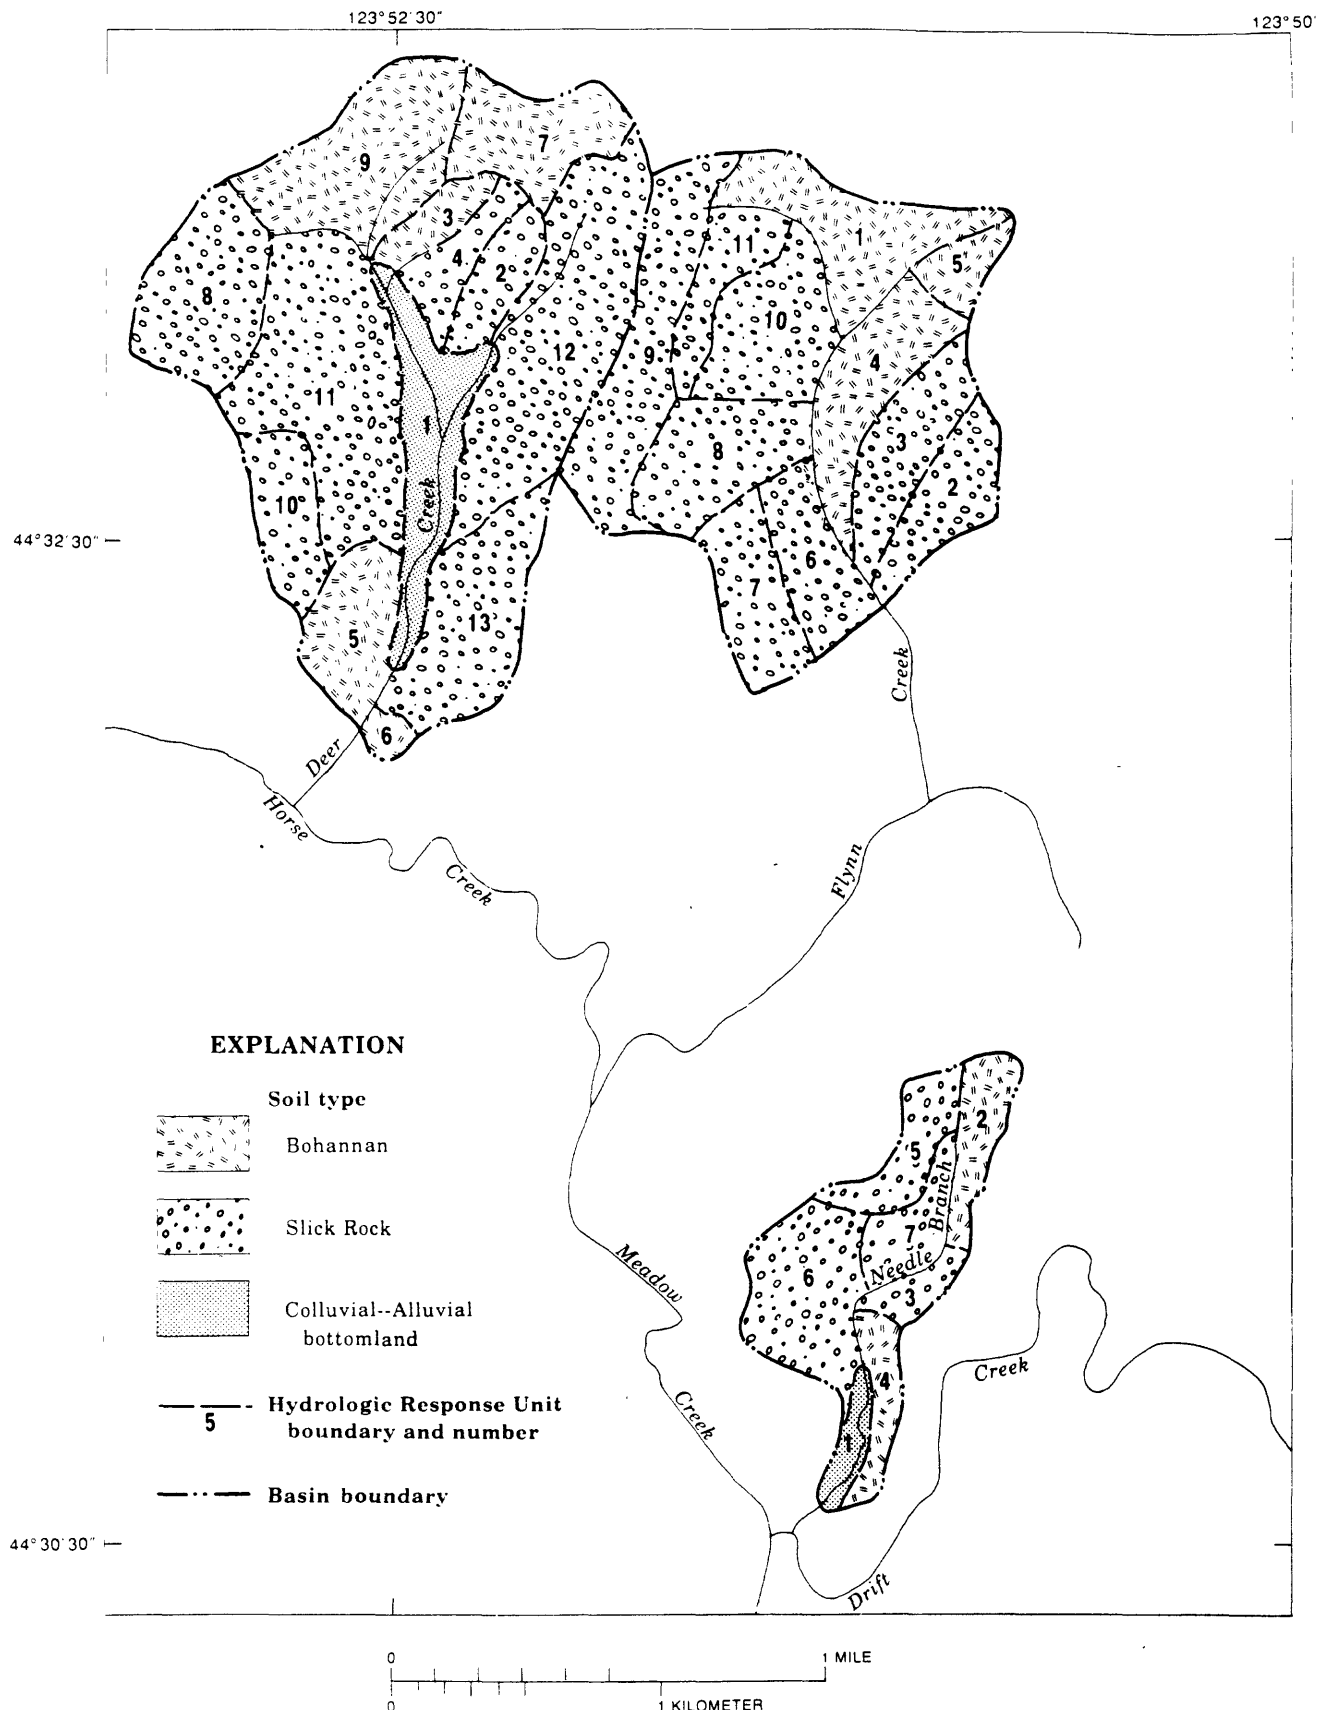 123°52'30"
123°50'
9
7
3
4
2
8
12
11
10
1
Creek
5
13
6
Deer
44°32'30"
1
5
11
10
9
4
8
3
2
6
7
Creek
Horse
Creek
Flynn
EXPLANATION
Soil type
Bohannan
Slick Rock
Colluvial--Alluvial
bottomland
5
Hydrologic Response Unit
boundary and number
Basin boundary
2
5
Branch
7
Needle
6
3
4
1
Meadow
Creek
Creek
Drift
44°30'30"
0
1 MILE
0
1 KILOMETER